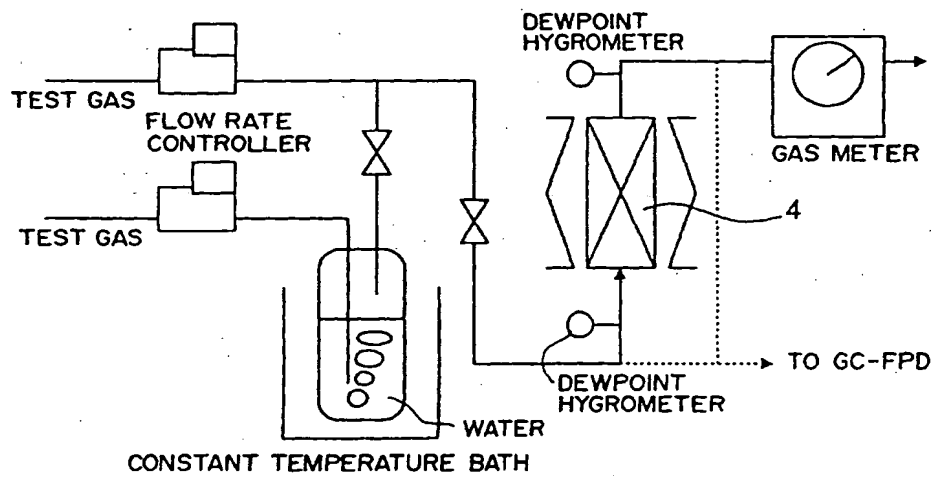 DEWPOINT
HYGROMETER
TEST GAS
FLOW RATE
CONTROLLER
GAS METER
4
TEST GAS
TO GC-FPD
DEWPOINT
HYGROMETER
WATER
CONSTANT TEMPERATURE BATH